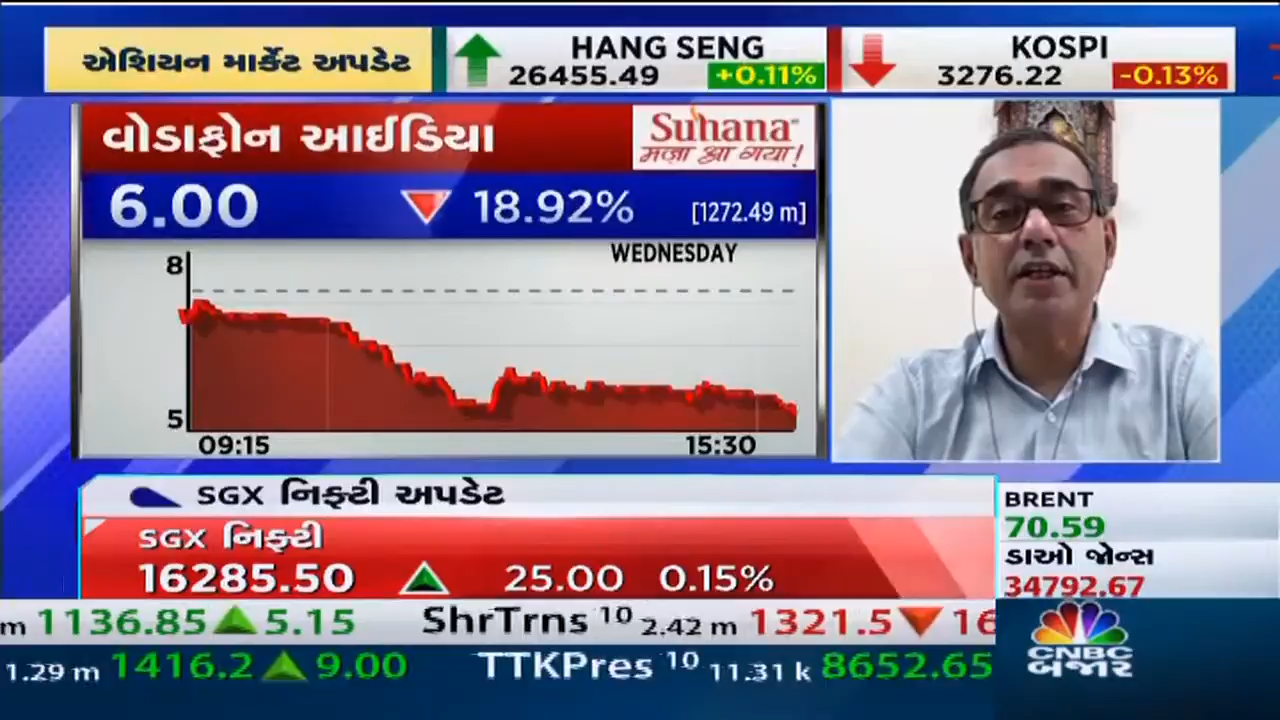 એશિયન માર્કેટ અપડેટ
HANG SENG
26455.49 +0.11%
KOSPI
3276.22 -0.13%
વોડાફોન આઈડિયા
Suhana
मज़ा आ गया!
6.00 18.92% [1272.49 m]
WEDNESDAY
8
5
09:15 15:30
SGX નિફ્ટી અપડેટ
SGX નિફ્ટી
16285.50 25.00 0.15%
BRENT
70.59
ડાઓ જોન્સ
34792.67
m 1136.85 5.15 ShrTrns 10 2.42 m 1321.5 16
1.29 m 1416.2 9.00 TTKPres 10 11.31 k 8652.65
CNBC
બજાર